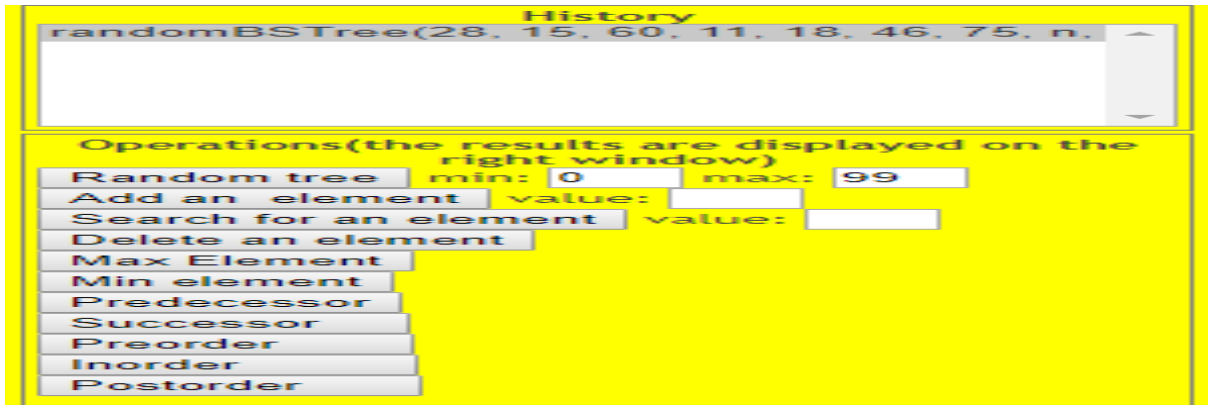 History
randomBSTree(28, 15, 60, 11, 18, 46, 75, n,
Operations(the results are displayed on the
right window)
Random tree min: 0 max: 99
Add an element value:
Search for an element value:
Delete an element
Max Element
Min element
Predecessor
Successor
Preorder
Inorder
Postorder